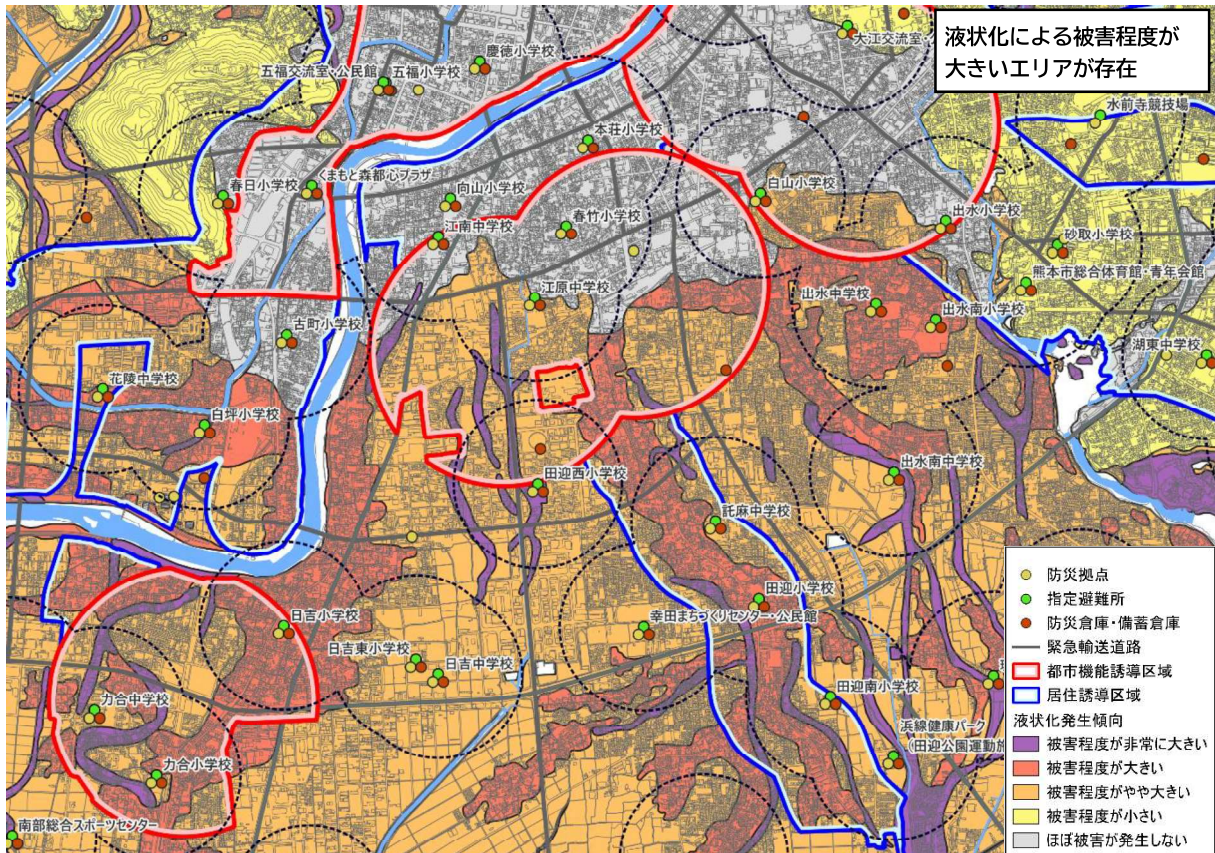 液状化による被害程度が
大きいエリアが存在
大江交流室・
慶徳小学校
五福交流室・公民館
五福小学校
水前寺競技場
本荘小学校
くまもと森都心プラザ
春日小学校
向山小学校
白山小学校
江南中学校
春竹小学校
出水小学校
砂取小学校
熊本市総合体育館・青年会館
江原中学校
出水中学校
出水南小学校
古町小学校
湖東中学校
花陵中学校
白坪小学校
田迎西小学校
出水南中学校
託麻中学校
田迎小学校
幸田まちづくりセンター・公民館
日吉小学校
日吉東小学校
日吉中学校
田迎南小学校
力合中学校
浜線健康パーク
(田迎公園運動施
力合小学校
南部総合スポーツセンター
防災拠点
指定避難所
防災倉庫・備蓄倉庫
緊急輸送道路
都市機能誘導区域
居住誘導区域
液状化発生傾向
被害程度が非常に大きい
被害程度が大きい
被害程度がやや大きい
被害程度が小さい
ほぼ被害が発生しない